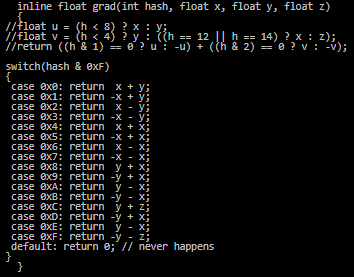 inline float grad(int hash, float x, float y, float z)
{
//float u = (h < 8) ? x : y;
//float v = (h < 4) ? y : ((h == 12 || h == 14) ? x : z);
//return ((h & 1) == 0 ? u : -u) + ((h & 2) == 0 ? v : -v);
switch(hash & 0xF)
{
case 0x0: return  x + y;
case 0x1: return -x + y;
case 0x2: return  x - y;
case 0x3: return -x - y;
case 0x4: return  x + x;
case 0x5: return -x + x;
case 0x6: return  x - x;
case 0x7: return -x - x;
case 0x8: return  y + x;
case 0x9: return -y + x;
case 0xA: return  y - x;
case 0xB: return -y - x;
case 0xC: return  y + z;
case 0xD: return -y + x;
case 0xE: return  y - x;
case 0xF: return -y - z;
default: return 0; // never happens
}
}